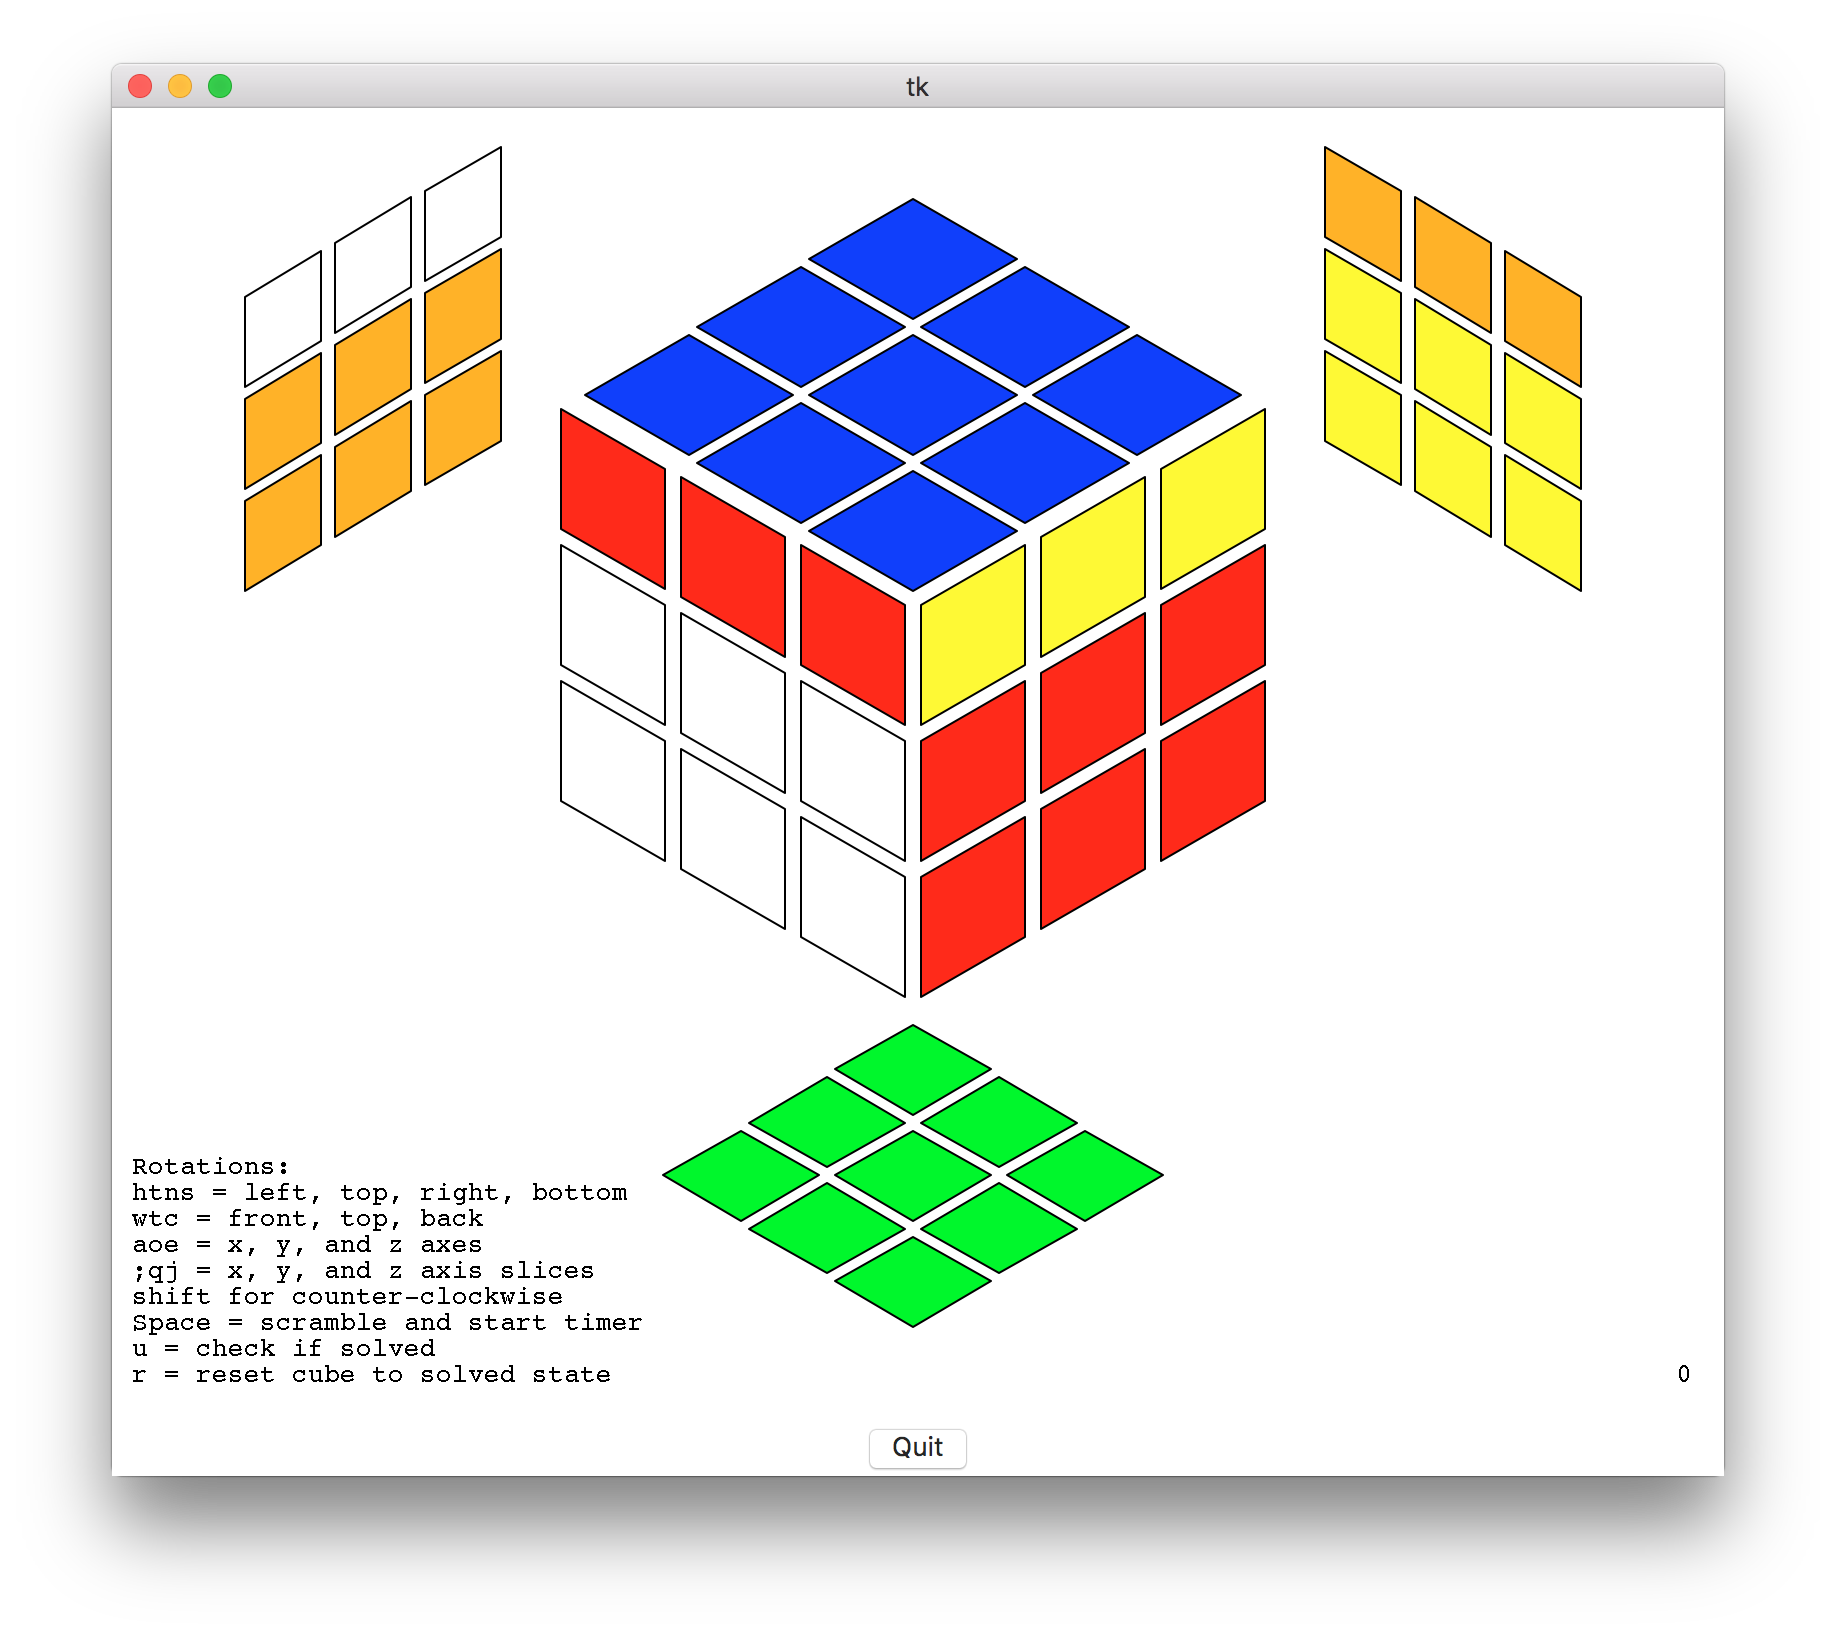 tk
Rotations:
htns = left, top, right, bottom
wtc = front, top, back
aoe = x, y, and z axes
;qj = x, y, and z axis slices
shift for counter-clockwise
Space = scramble and start timer
u = check if solved
r = reset cube to solved state
0
Quit